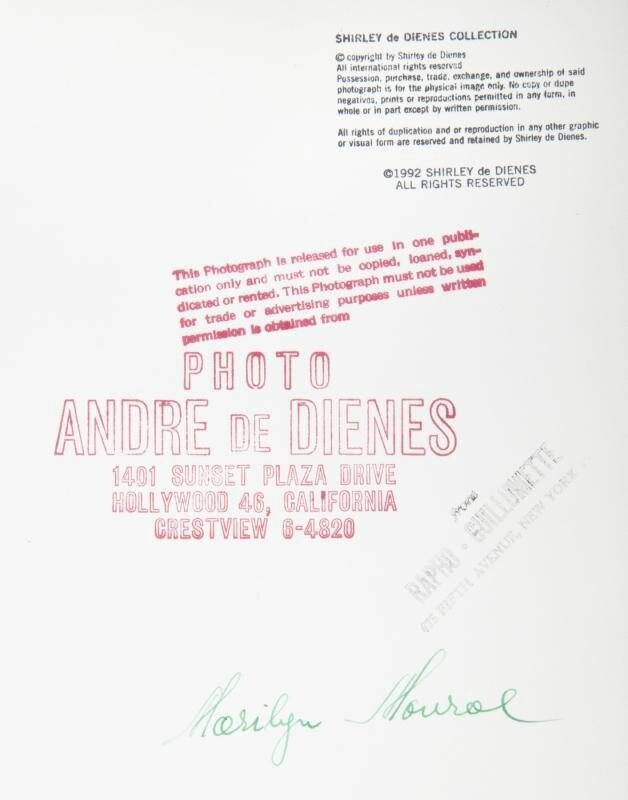 SHIRLEY de DIENES COLLECTION
© copyright by Shirley de Dienes
All international rights reserved
Possession, purchase, trade, exchange, and ownership of said
photograph is for the physical image only. No copy or dupe
negatives, prints or reproductions permitted in any form, in
whole or in part except by written permission.
All rights of duplication and or reproduction in any other graphic
or visual form are reserved and retained by Shirley de Dienes.
©1992 SHIRLEY de DIENES
ALL RIGHTS RESERVED
This Photograph is released for use in one publi-
cation only and must not be copied, loaned, syn-
dicated or rented. This Photograph must not be used
for trade or advertising purposes unless written
permission is obtained from
PHOTO
ANDRE DE DIENES
1401 SUNSET PLAZA DRIVE
HOLLYWOOD 46, CALIFORNIA
CRESTVIEW 6-4820
RAPHO - GUILLUMETTE
475 FIFTH AVENUE, NEW YORK
Marilyn Monroe